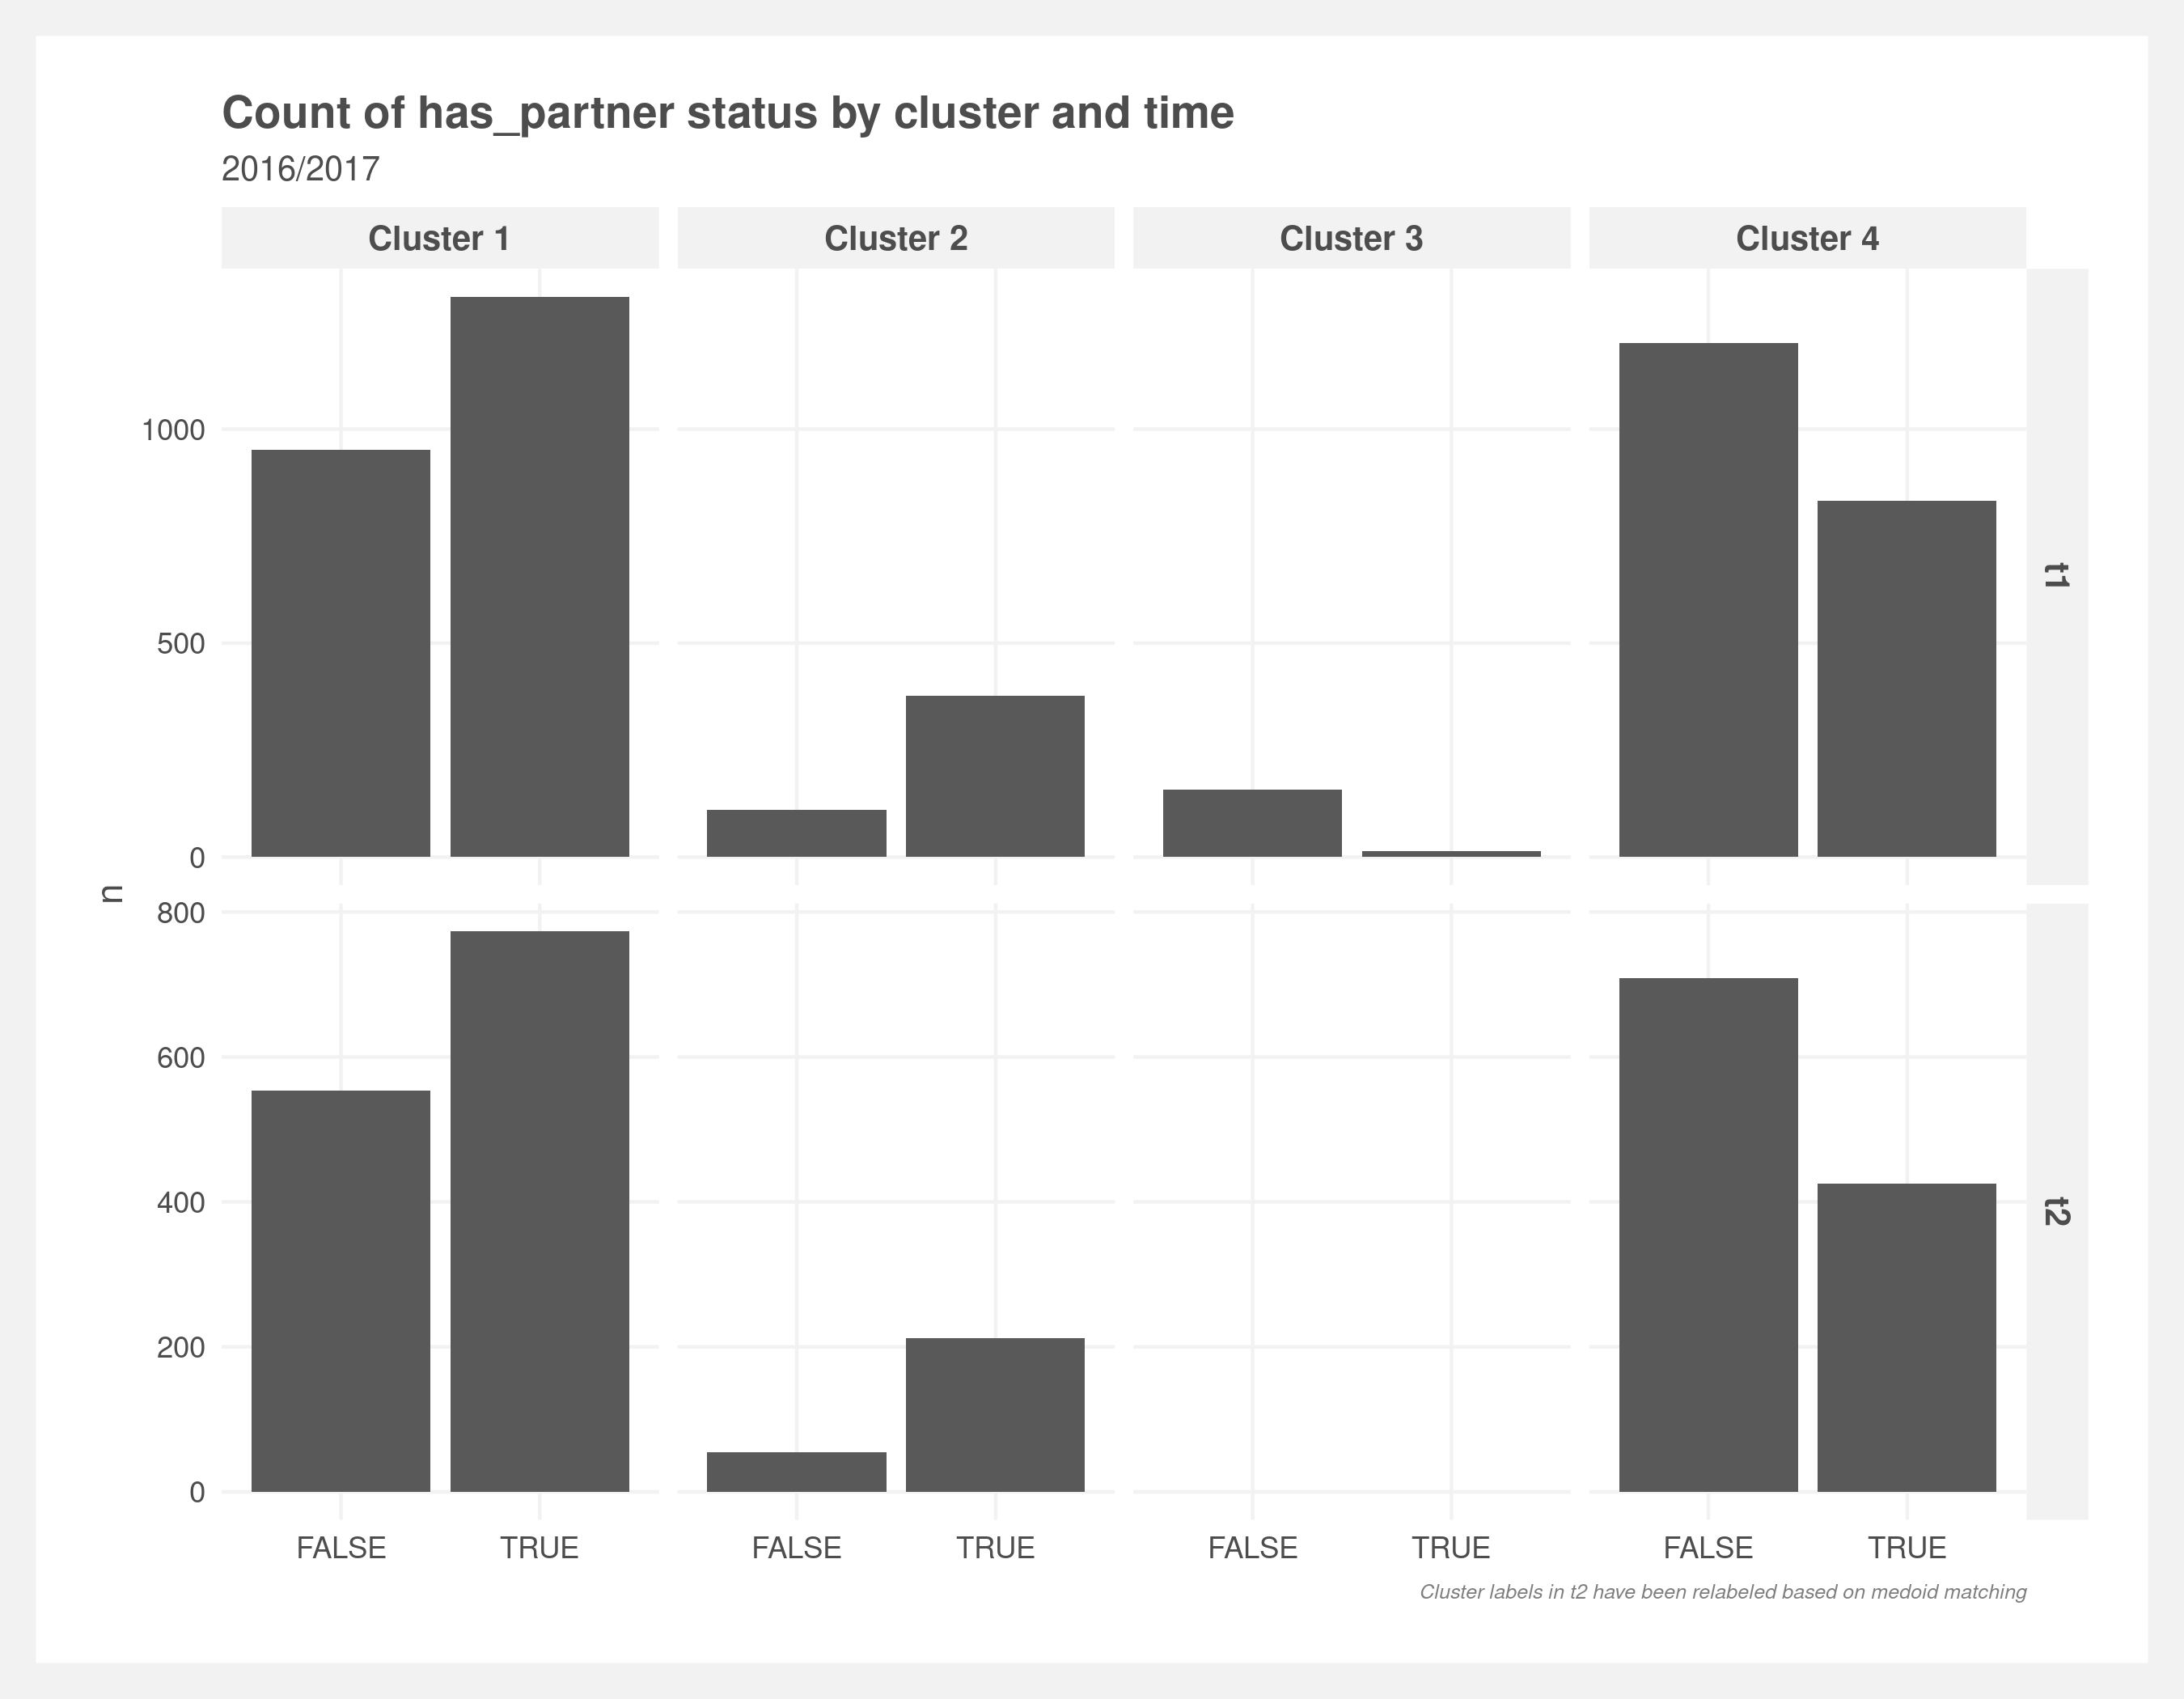 Count of has_partner status by cluster and time
2016/2017
Cluster 1 Cluster 2 Cluster 3 Cluster 4
1000
500
0
t1
n
800
600
400
200
0
t2
FALSE TRUE FALSE TRUE FALSE TRUE FALSE TRUE
Cluster labels in t2 have been relabeled based on medoid matching